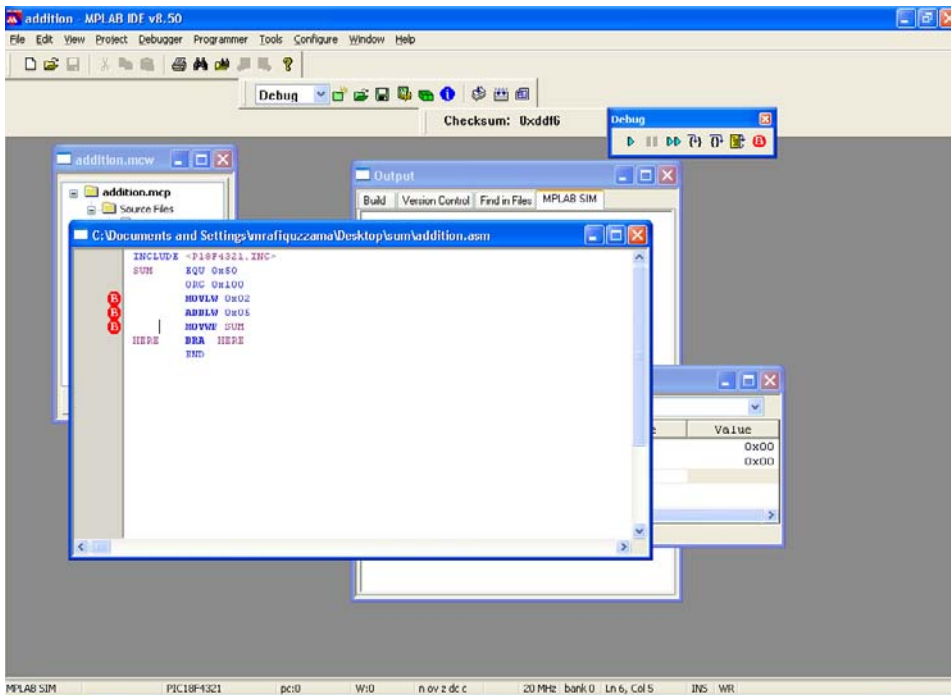 addition - MPLAB IDE v8.50
File Edit View Project Debugger Programmer Tools Configure Window Help
Debug
Checksum: 0xddf6
Debug
addition.mcw
addition.mcp
Source Files
Output
Build Version Control Find in Files MPLAB SIM
C:\Documents and Settings\mrafiquzzama\Desktop\sum\addition.asm
INCLUDE <P18F4321.INC>
SUM EQU 0x50
ORG 0x100
B MOVLW 0x02
B ADDLW 0x05
B MOVWF SUM
HERE BRA HERE
END
Value
0x00
0x00
MPLAB SIM PIC18F4321 pc:0 W:0 n ov z dc c 20 MHz bank 0 Ln 6, Col 5 INS WR